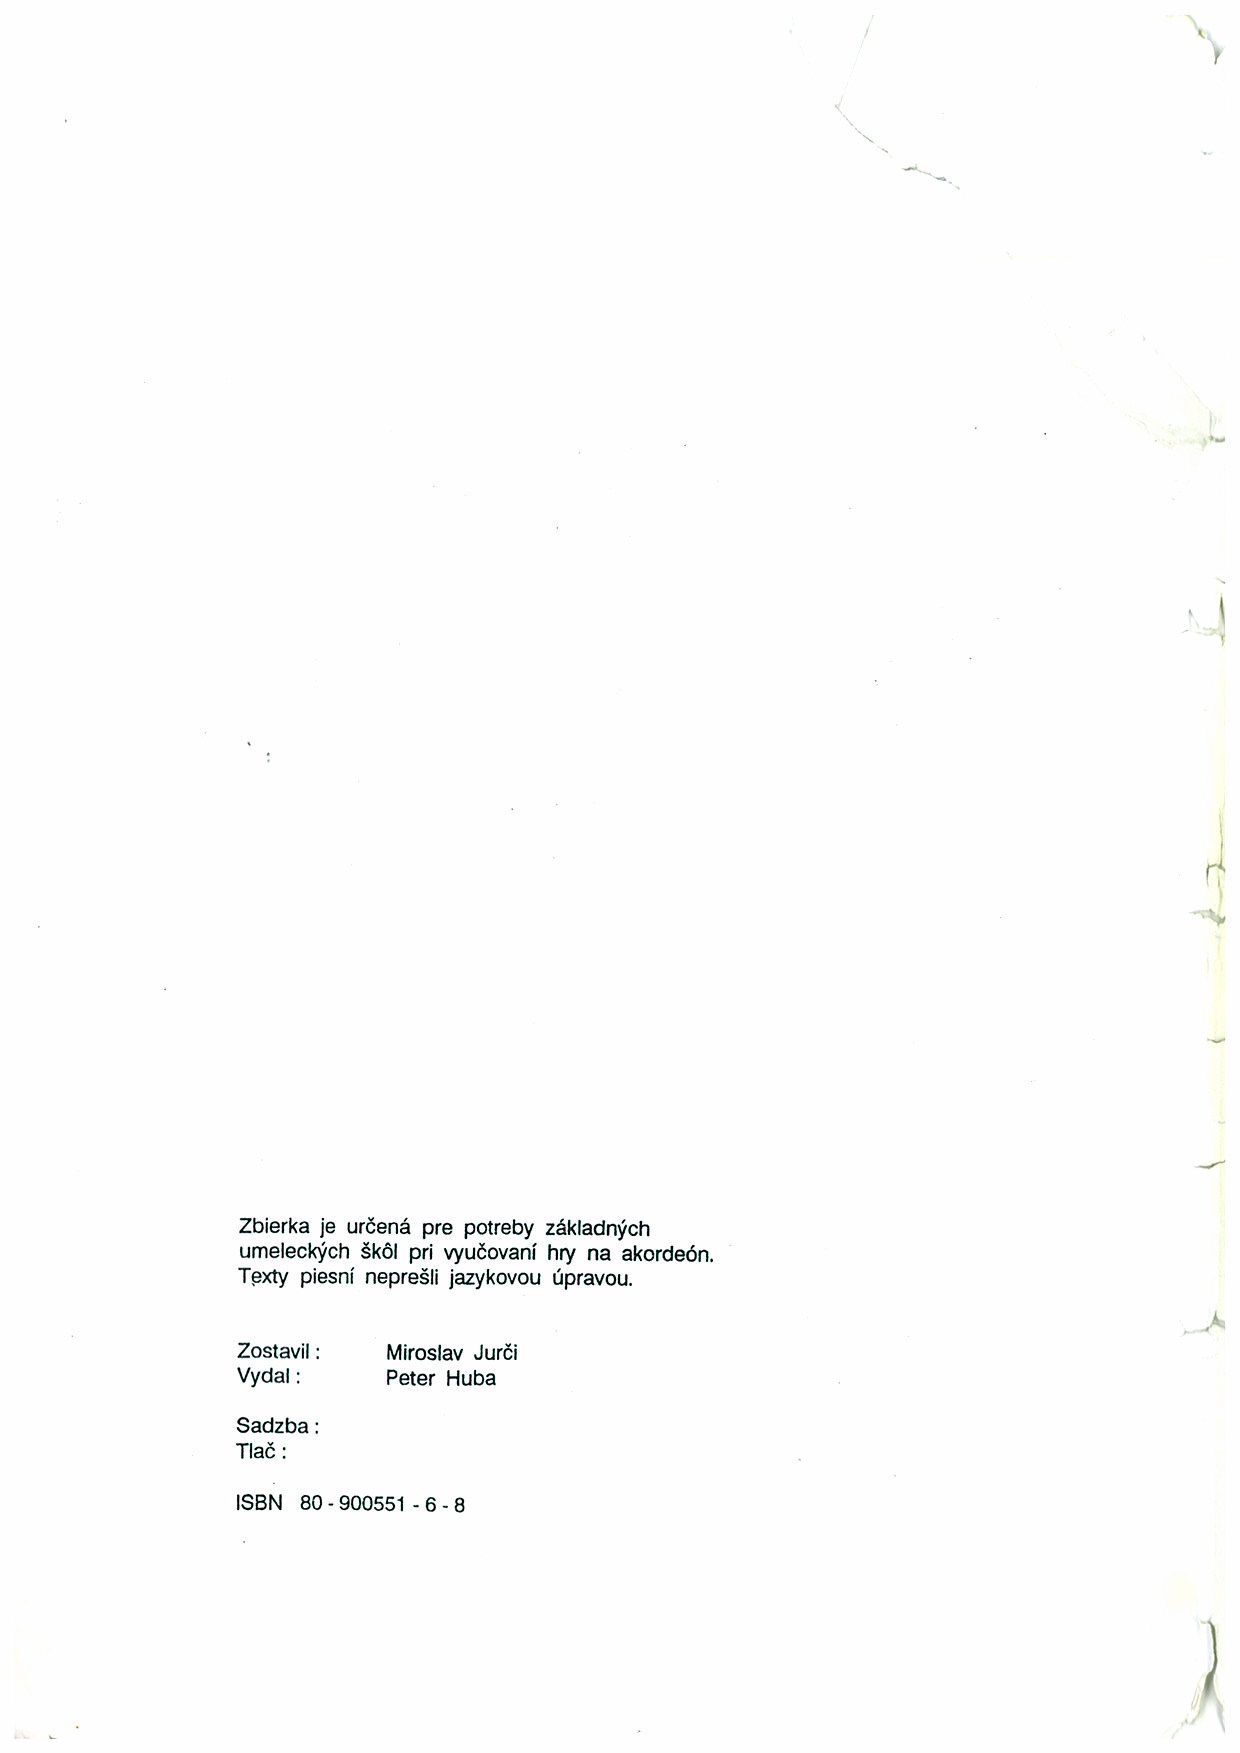 Zbierka je určená pre potreby základných
umeleckých škôl pri vyučovaní hry na akordeón.
Texty piesní neprešli jazykovou úpravou.
Zostavil : Miroslav Jurči
Vydal : Peter Huba
Sadzba :
Tlač :
ISBN 80 - 900551 - 6 - 8